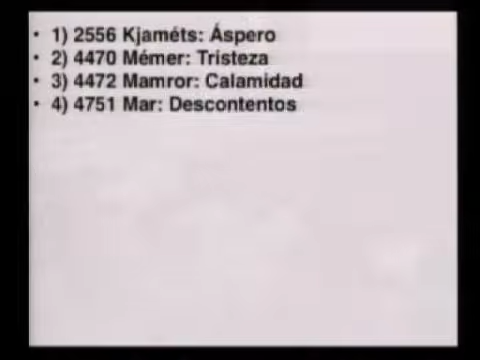 • 1) 2556 Kjaméts: Áspero
• 2) 4470 Mémer: Tristeza
• 3) 4472 Mamror: Calamidad
• 4) 4751 Mar: Descontentos